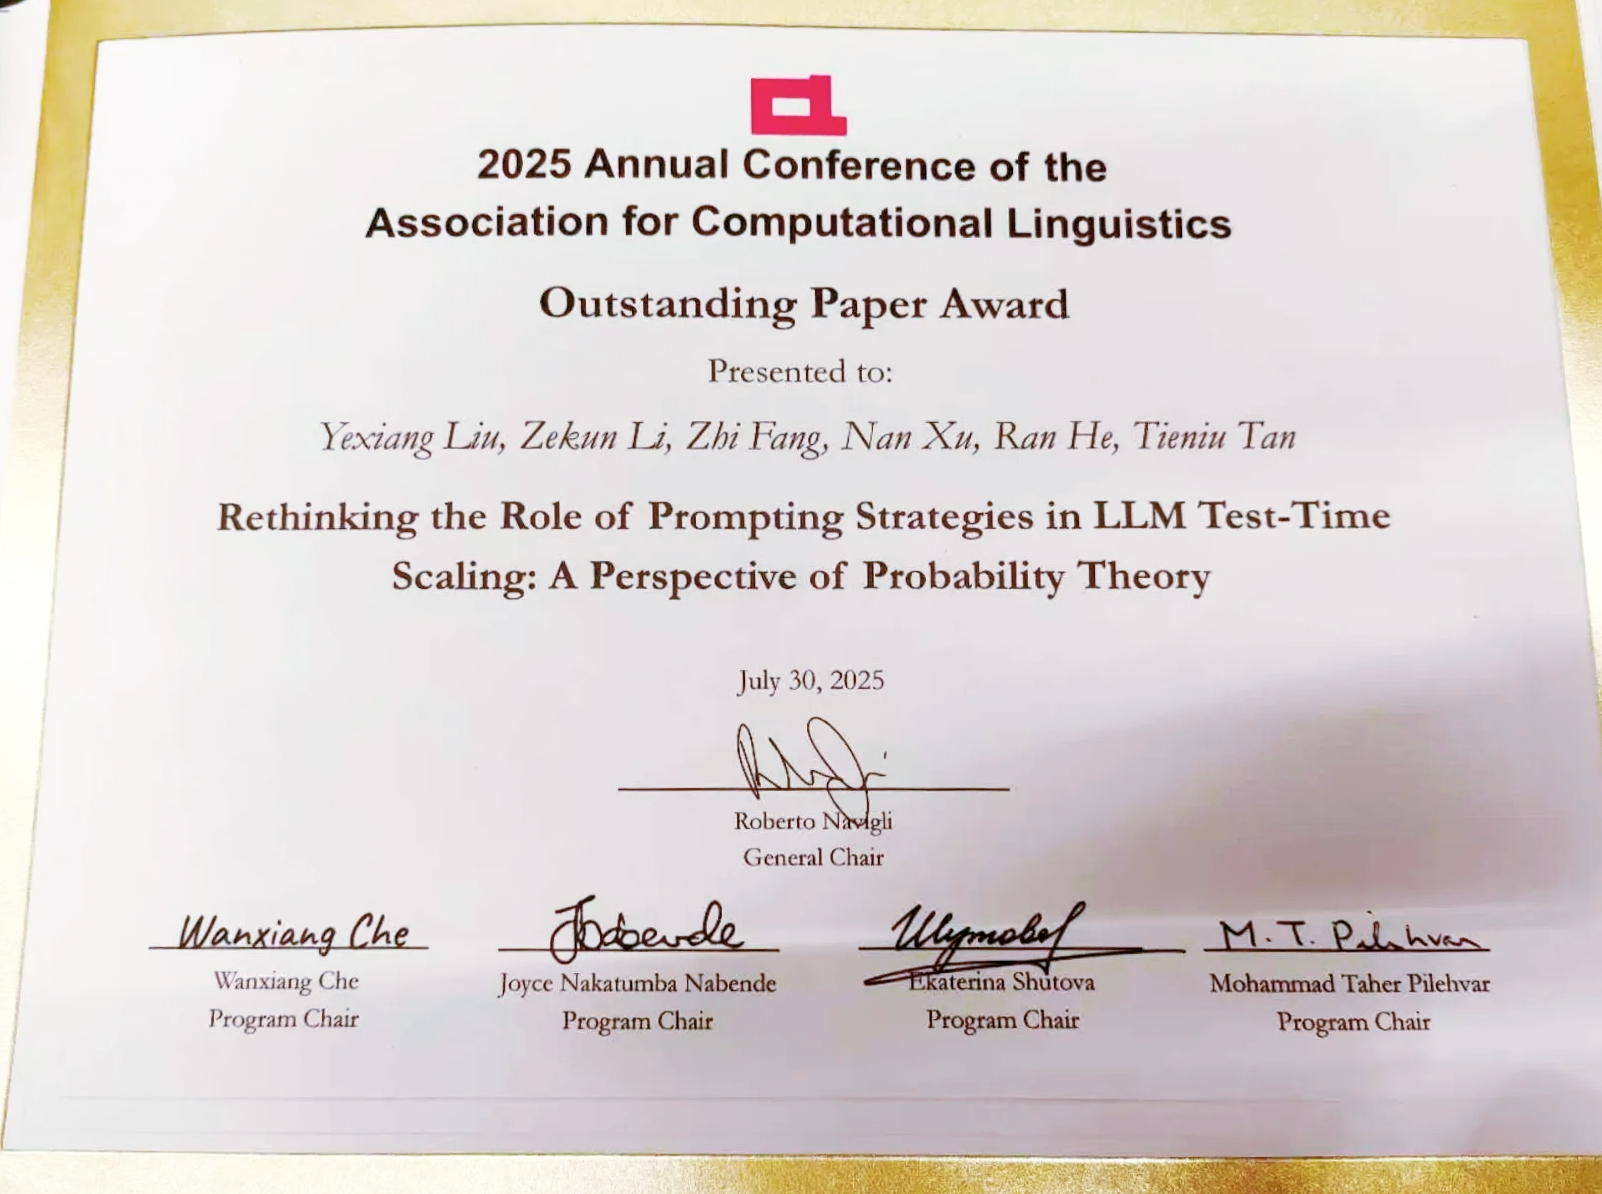 2025 Annual Conference of the
Association for Computational Linguistics
Outstanding Paper Award
Presented to:
Yexiang Liu, Zekun Li, Zhi Fang, Nan Xu, Ran He, Tieniu Tan
Rethinking the Role of Prompting Strategies in LLM Test-Time
Scaling: A Perspective of Probability Theory
July 30, 2025
Roberto Navigli
General Chair
Wanxiang Che
M. T. Pilehvar
Wanxiang Che
Joyce Nakatumba Nabende
Ekaterina Shutova
Mohammad Taher Pilehvar
Program Chair
Program Chair
Program Chair
Program Chair